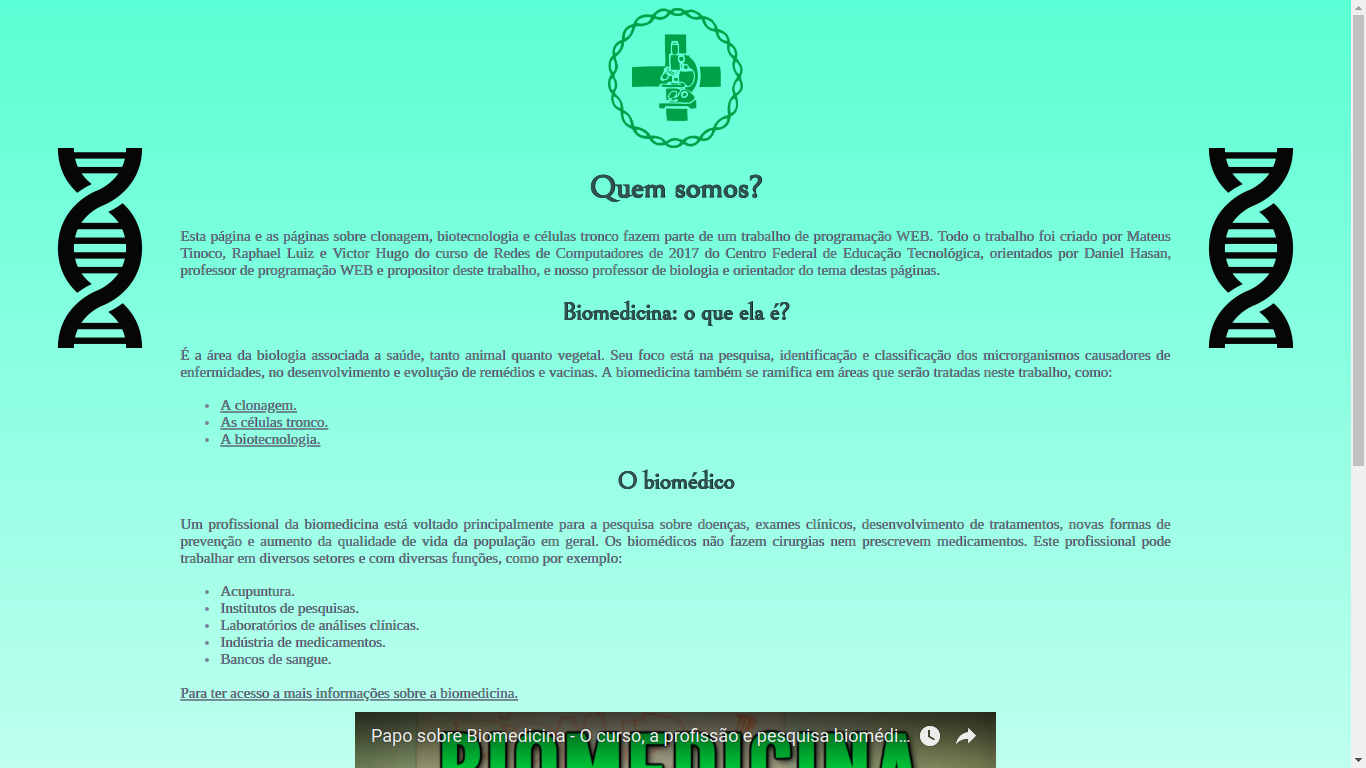 Quem somos?
Esta página e as páginas sobre clonagem, biotecnologia e células tronco fazem parte de um trabalho de programação WEB. Todo o trabalho foi criado por Mateus
Tinoco, Raphael Luiz e Victor Hugo do curso de Redes de Computadores de 2017 do Centro Federal de Educação Tecnológica, orientados por Daniel Hasan,
professor de programação WEB e propositor deste trabalho, e nosso professor de biologia e orientador do tema destas páginas.
Biomedicina: o que ela é?
É a área da biologia associada a saúde, tanto animal quanto vegetal. Seu foco está na pesquisa, identificação e classificação dos microrganismos causadores de
enfermidades, no desenvolvimento e evolução de remédios e vacinas. A biomedicina também se ramifica em áreas que serão tratadas neste trabalho, como:
A clonagem.
As células tronco.
A biotecnologia.
O biomédico
Um profissional da biomedicina está voltado principalmente para a pesquisa sobre doenças, exames clínicos, desenvolvimento de tratamentos, novas formas de
prevenção e aumento da qualidade de vida da população em geral. Os biomédicos não fazem cirurgias nem prescrevem medicamentos. Este profissional pode
trabalhar em diversos setores e com diversas funções, como por exemplo:
Acupuntura.
Institutos de pesquisas.
Laboratórios de análises clínicas.
Indústria de medicamentos.
Bancos de sangue.
Para ter acesso a mais informações sobre a biomedicina.
Papo sobre Biomedicina - O curso, a profissão e pesquisa biomédi...
BIOMEDICINA